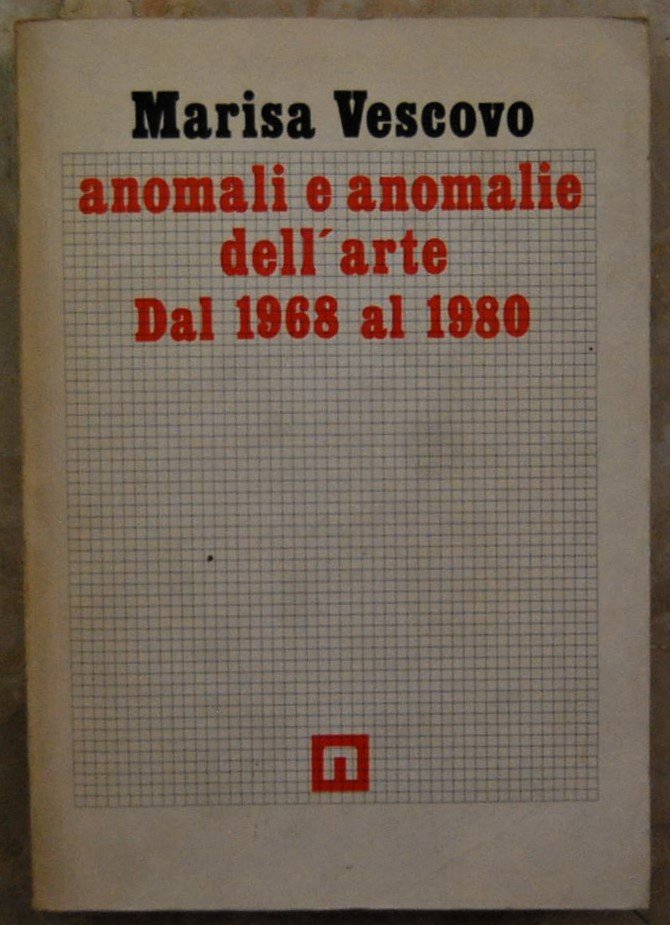 Marisa Vescovo
anomali e anomalie
dell´arte
Dal 1968 al 1980